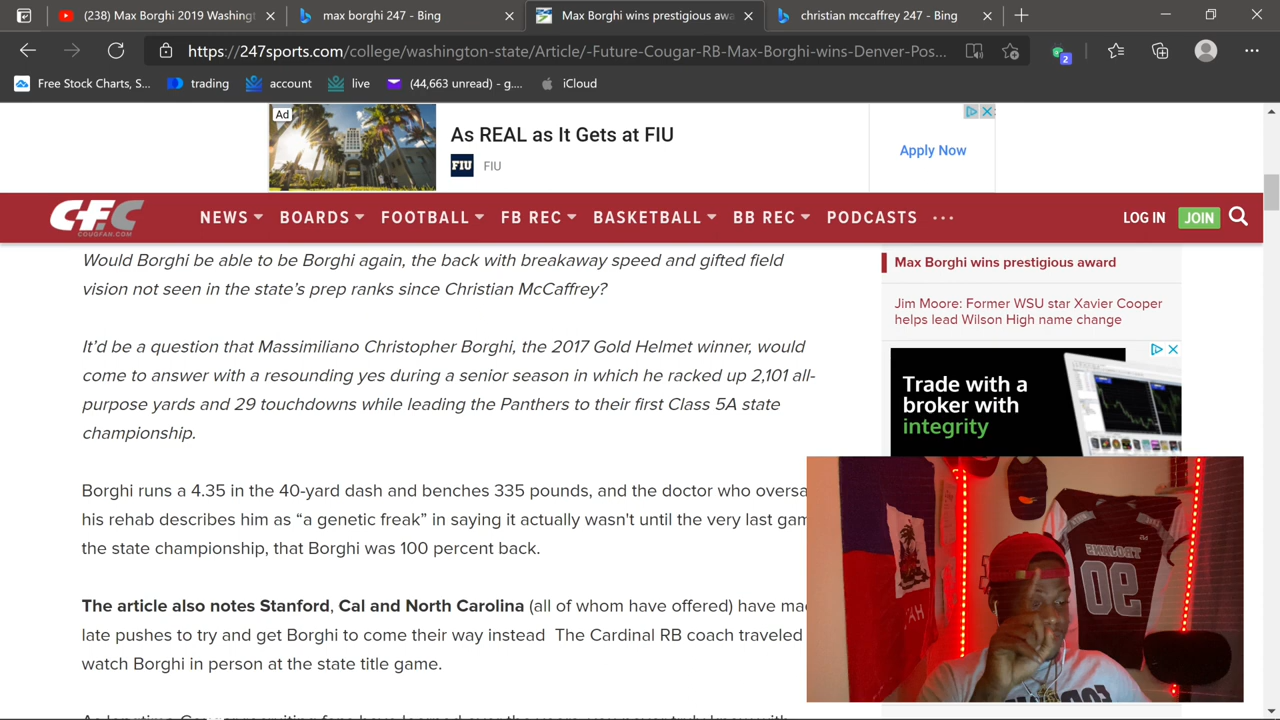 (238) Max Borghi 2019 Washingt
max borghi 247 - Bing
Max Borghi wins prestigious awa
christian mccaffrey 247 - Bing
https://247sports.com/college/washington-state/Article/-Future-Cougar-RB-Max-Borghi-wins-Denver-Pos...
2
Free Stock Charts, S...
trading
account
live
(44,663 unread) - g....
iCloud
Ad
As REAL as It Gets at FIU
FIU
FIU
Apply Now
CFC
COUGFAN.COM
NEWS
BOARDS
FOOTBALL
FB REC
BASKETBALL
BB REC
PODCASTS
LOG IN
JOIN
Would Borghi be able to be Borghi again, the back with breakaway speed and gifted field
vision not seen in the state's prep ranks since Christian McCaffrey?
It'd be a question that Massimiliano Christopher Borghi, the 2017 Gold Helmet winner, would
come to answer with a resounding yes during a senior season in which he racked up 2,101 all-
purpose yards and 29 touchdowns while leading the Panthers to their first Class 5A state
championship.
Borghi runs a 4.35 in the 40-yard dash and benches 335 pounds, and the doctor who oversa
his rehab describes him as “a genetic freak” in saying it actually wasn't until the very last gam
the state championship, that Borghi was 100 percent back.
The article also notes Stanford, Cal and North Carolina (all of whom have offered) have ma
late pushes to try and get Borghi to come their way instead  The Cardinal RB coach traveled
watch Borghi in person at the state title game.
Max Borghi wins prestigious award
Jim Moore: Former WSU star Xavier Cooper
helps lead Wilson High name change
Trade with a
broker with
integrity
TROJANS
90